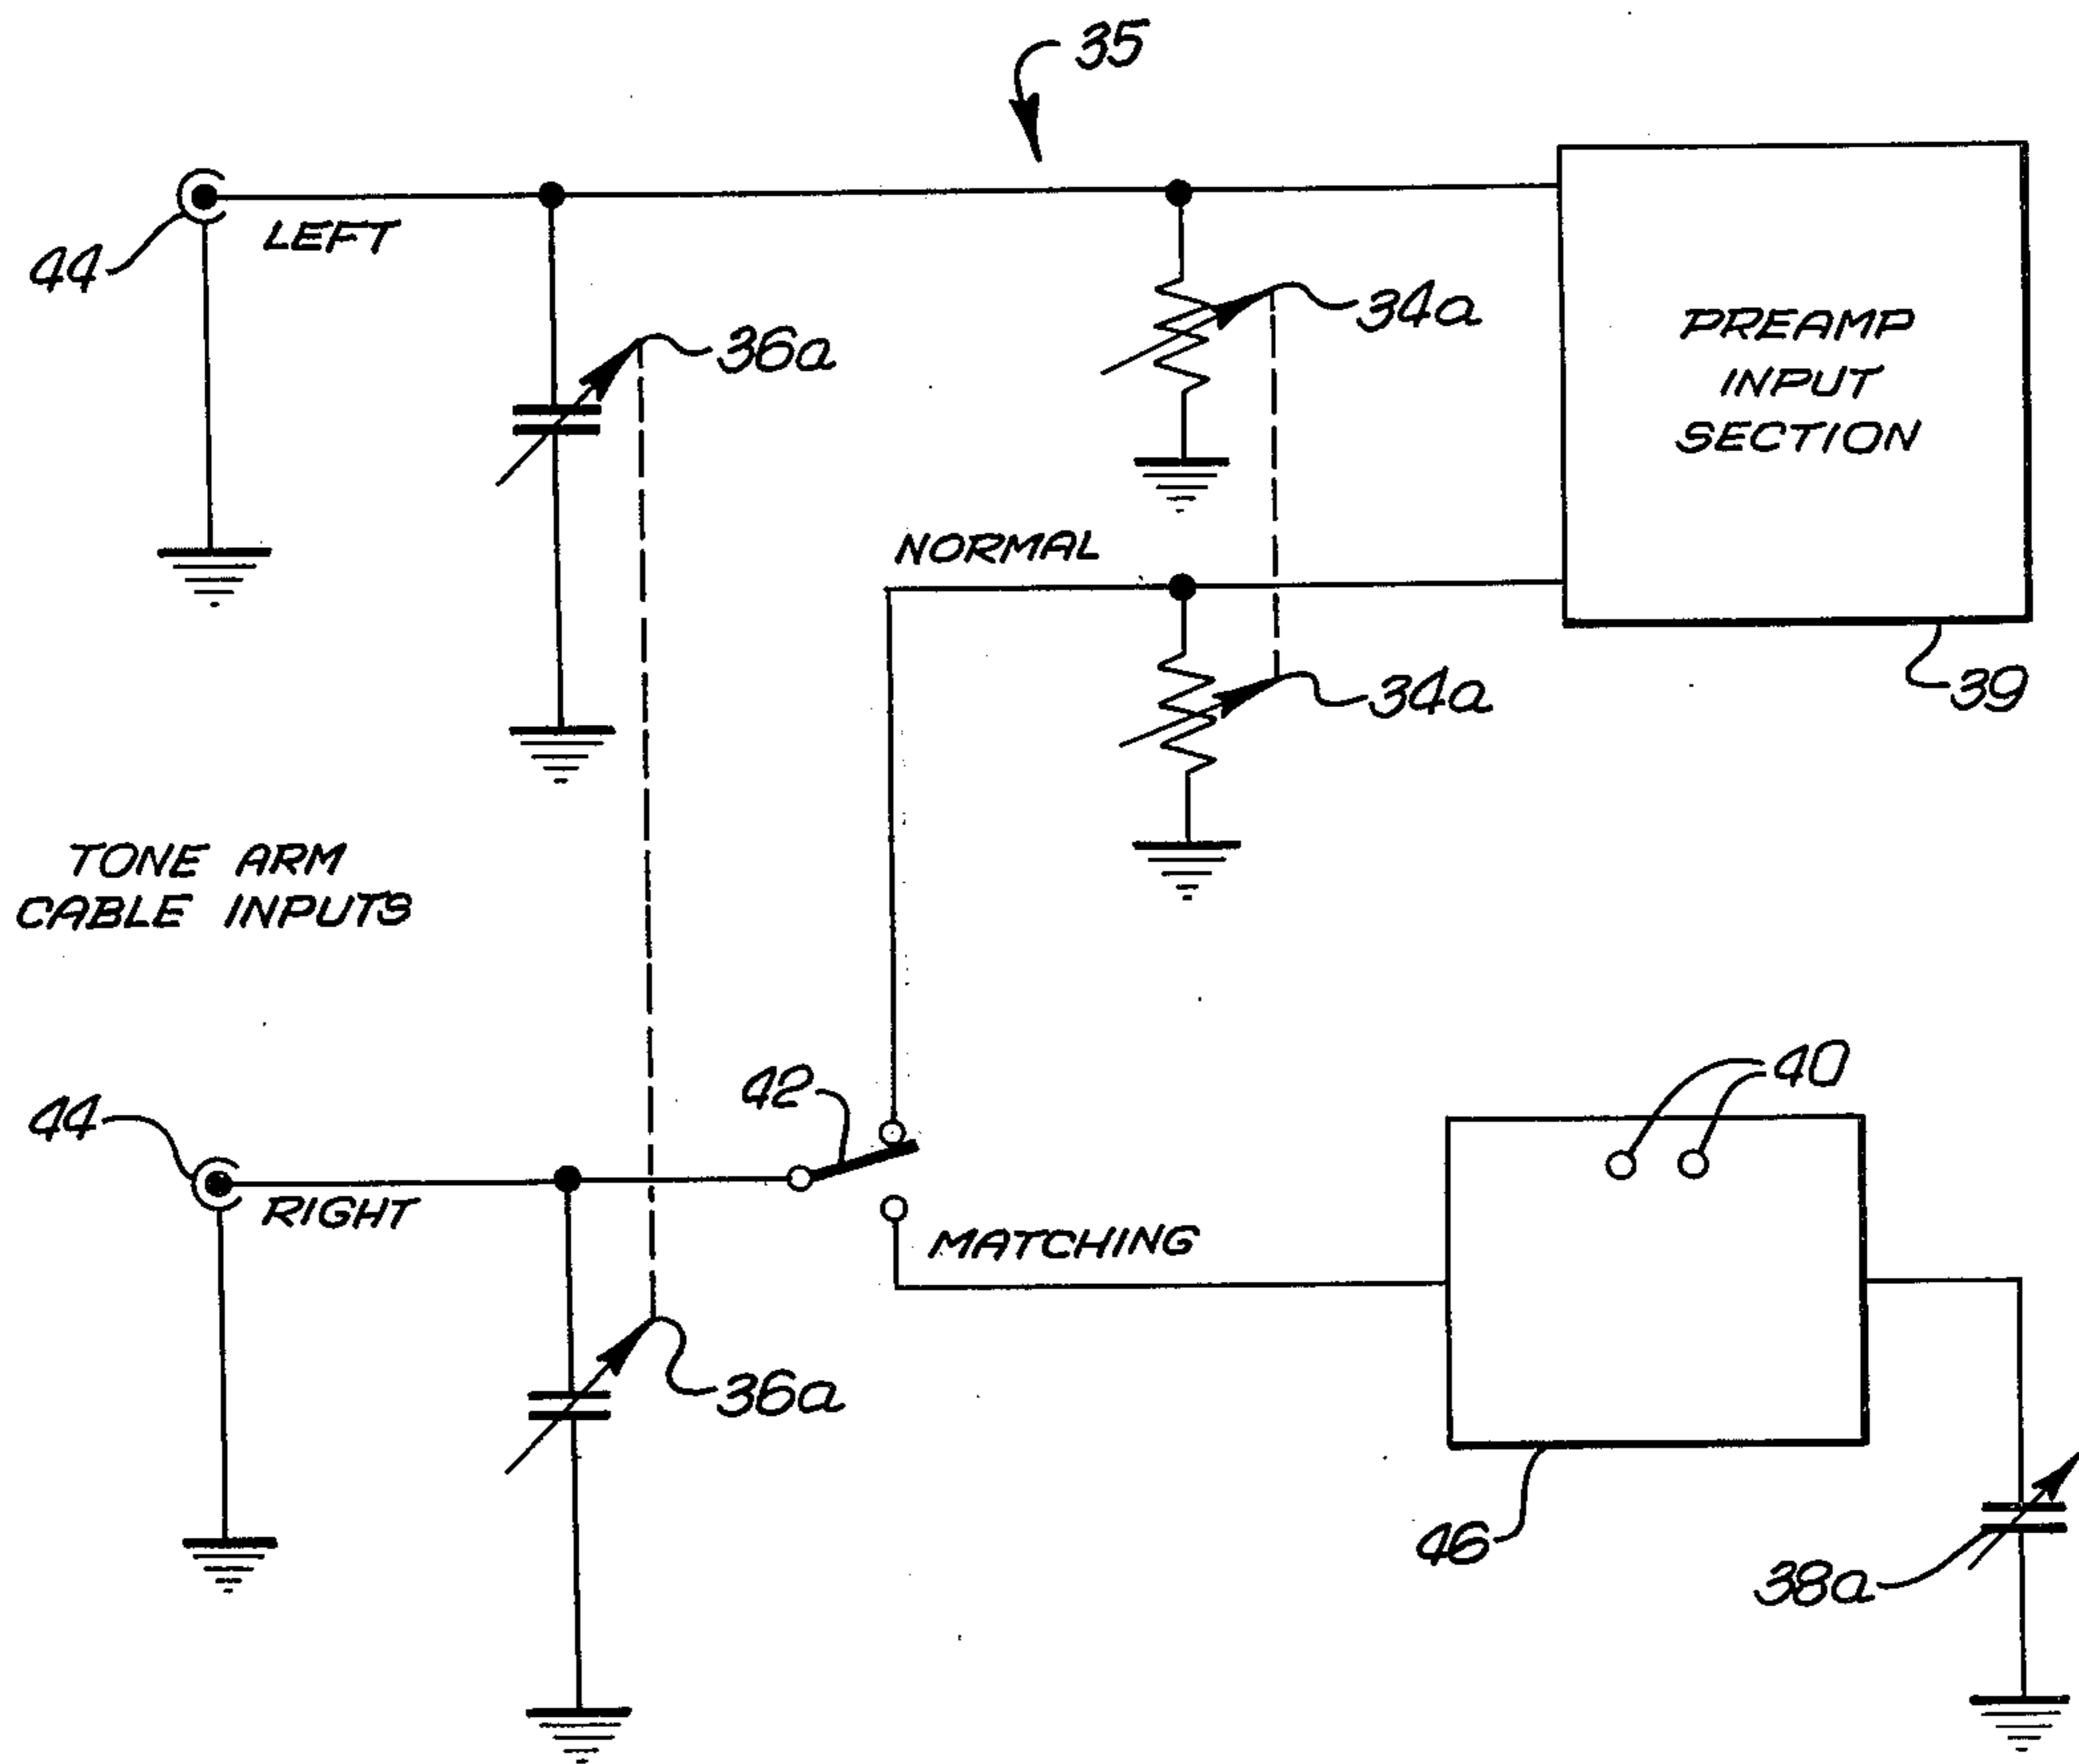 35
44
LEFT
36a
34a
PREAMP
INPUT
SECTION
NORMAL
34a
39
TONE ARM
CABLE INPUTS
44
RIGHT
42
40
MATCHING
36a
46
38a